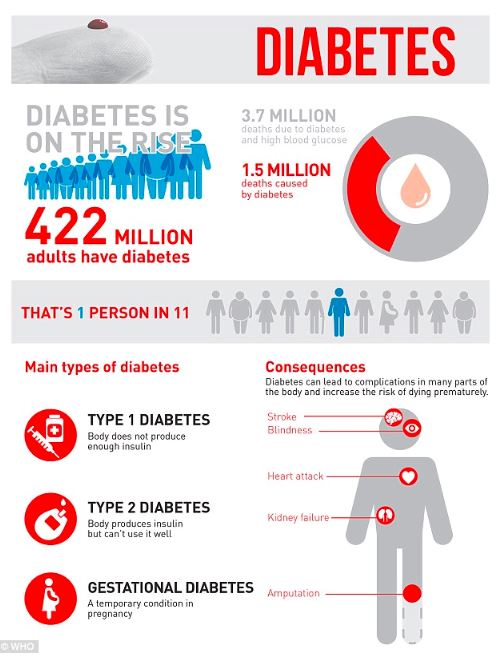 DIABETES
DIABETES IS
ON THE RISE
422 MILLION
adults have diabetes
3.7 MILLION
deaths due to diabetes
and high blood glucose
1.5 MILLION
deaths caused
by diabetes
THAT'S 1 PERSON IN 11
Main types of diabetes
TYPE 1 DIABETES
Body does not produce
enough insulin
TYPE 2 DIABETES
Body produces insulin
but can't use it well
GESTATIONAL DIABETES
A temporary condition in
pregnancy
Consequences
Diabetes can lead to complications in many parts of
the body and increase the risk of dying prematurely.
Stroke
Blindness
Heart attack
Kidney failure
Amputation
© WHO